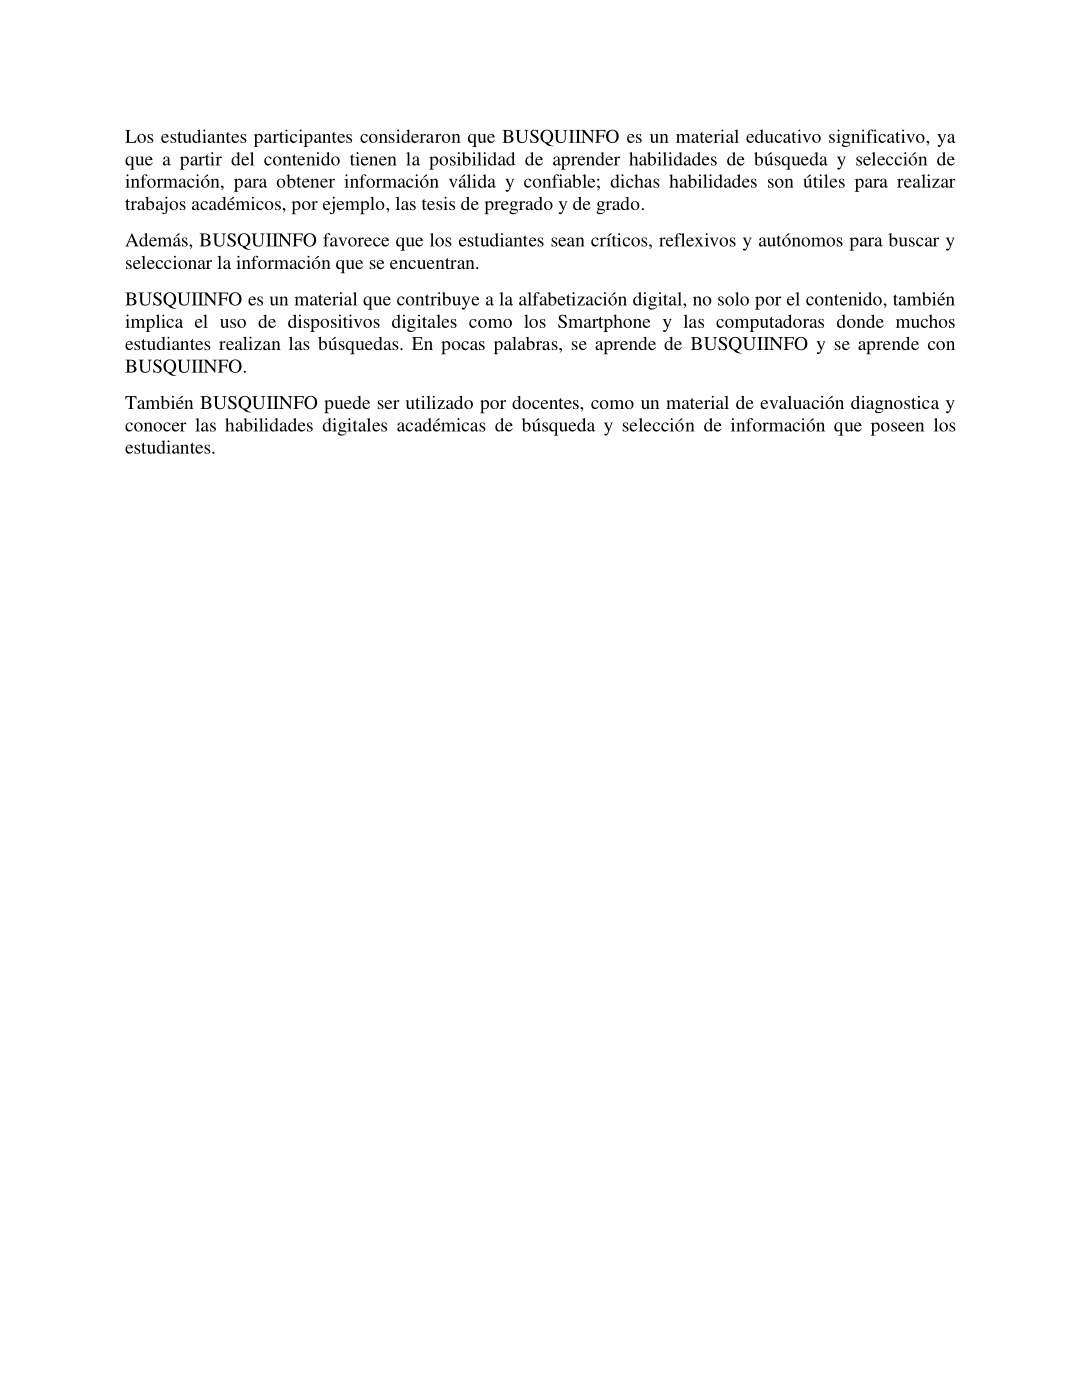 Los estudiantes participantes consideraron que BUSQUIINFO es un material educativo significativo, ya
que a partir del contenido tienen la posibilidad de aprender habilidades de búsqueda y selección de
información, para obtener información válida y confiable; dichas habilidades son útiles para realizar
trabajos académicos, por ejemplo, las tesis de pregrado y de grado.
Además, BUSQUIINFO favorece que los estudiantes sean críticos, reflexivos y autónomos para buscar y
seleccionar la información que se encuentran.
BUSQUIINFO es un material que contribuye a la alfabetización digital, no solo por el contenido, también
implica el uso de dispositivos digitales como los Smartphone y las computadoras donde muchos
estudiantes realizan las búsquedas. En pocas palabras, se aprende de BUSQUIINFO y se aprende con
BUSQUIINFO.
También BUSQUIINFO puede ser utilizado por docentes, como un material de evaluación diagnostica y
conocer las habilidades digitales académicas de búsqueda y selección de información que poseen los
estudiantes.